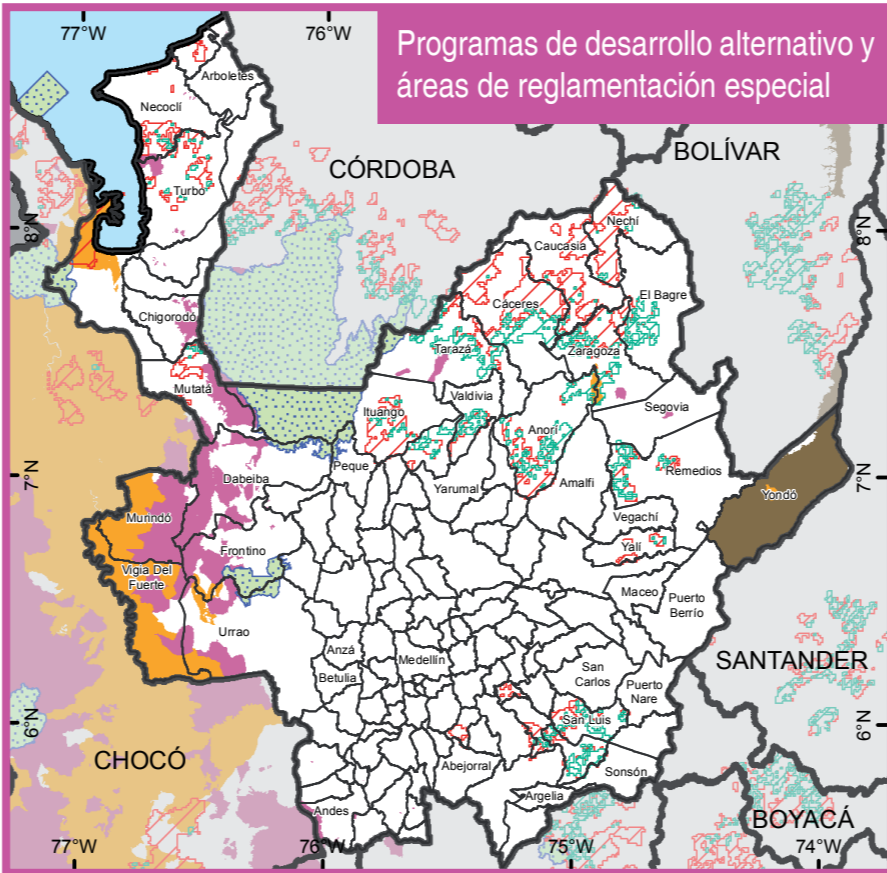 Programas de desarrollo alternativo y
áreas de reglamentación especial
77°W
76°W
Arboletes
Necoclí
CÓRDOBA
BOLÍVAR
Turbo
Nechí
8°N
8°N
Caucasia
El Bagre
Cáceres
Chigorodó
Tarazá
Zaragoza
Mutatá
Valdivia
Segovia
Ituango
Anorí
Peque
Remedios
7°N
7°N
Dabeiba
Yarumal
Amalfi
Yondó
Murindó
Vegachí
Frontino
Yalí
Vigia Del
Fuerte
Maceo
Puerto
Berrío
Urrao
Anzá
Medellín
SANTANDER
San
Carlos
Betulia
Puerto
Nare
6°N
6°N
San Luis
CHOCÓ
Abejorral
Sonsón
Argelia
Andes
BOYACÁ
77°W
76°W
75°W
74°W